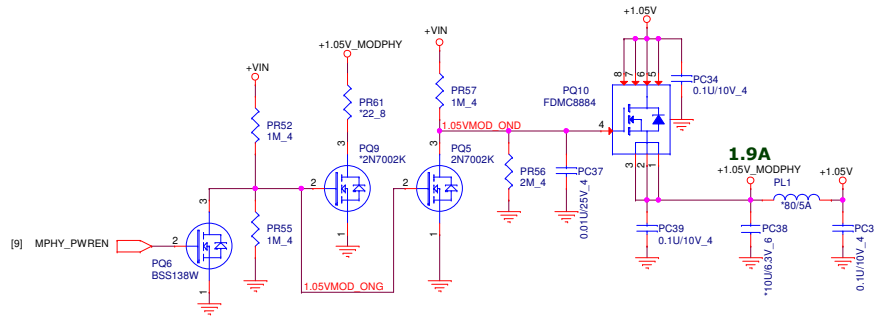 +1.05V
+VIN
+1.05V_MODPHY
+VIN
8
7
6
5
PC34
0.1U/10V_4
PR61
*22_8
PR57
1M_4
PQ10
FDMC8884
PR52
1M_4
1.05VMOD_OND
4
3
PQ9
*2N7002K
3
PQ5
2N7002K
3
2
1
1.9A
+1.05V_MODPHY
+1.05V
PL1
*80/5A
PR56
2M_4
PC37
0.01U/25V_4
2
1
2
1
3
PR55
1M_4
[9]
MPHY_PWREN
2
PQ6
BSS138W
1
1.05VMOD_ONG
PC39
0.1U/10V_4
PC38
*10U/6.3V_6
PC3
0.1U/10V_4